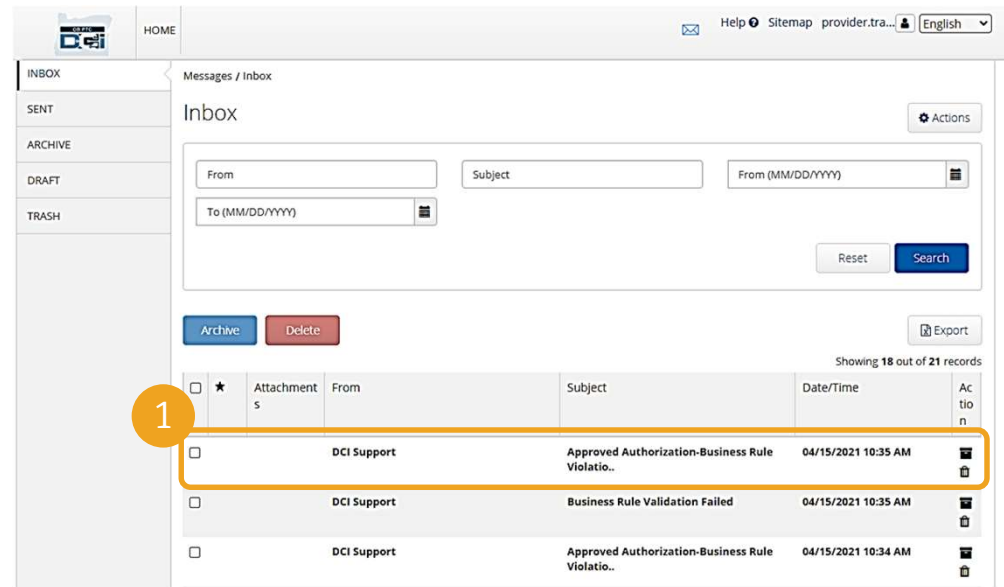 OR PTC
DCi
HOME
Help Sitemap provider.tra... English
INBOX
SENT
ARCHIVE
DRAFT
TRASH
Messages / Inbox
Inbox
Actions
From
Subject
From (MM/DD/YYYY)
To (MM/DD/YYYY)
Reset
Search
Archive
Delete
Export
Showing 18 out of 21 records
★ Attachment From Subject Date/Time Ac
s tio
n
1
DCI Support Approved Authorization-Business Rule 04/15/2021 10:35 AM
Violatio..
DCI Support Business Rule Validation Failed 04/15/2021 10:35 AM
DCI Support Approved Authorization-Business Rule 04/15/2021 10:34 AM
Violatio..